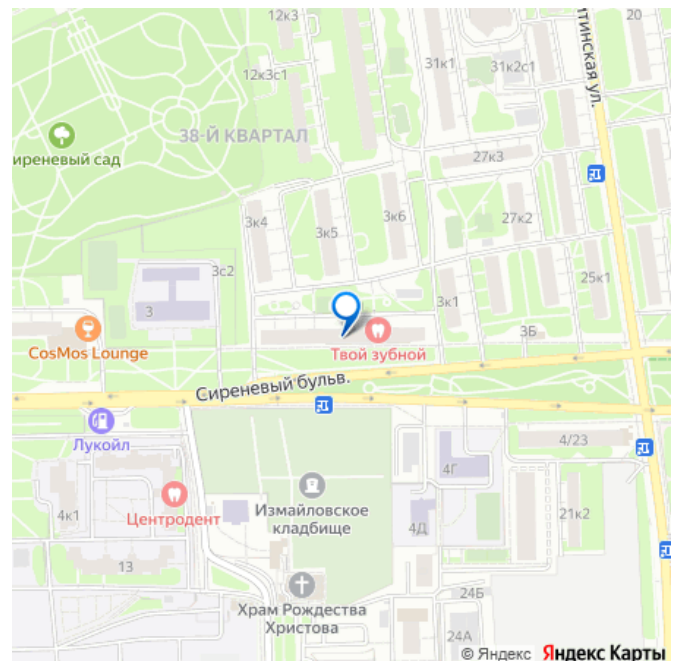 12к3
20
31к1
31к2с1
12к3с1
38-Й КВАРТАЛ
иреневый сад
27к3
итинская ул.
3к4
3к5
3к6
27к2
3с2
25к1
3
3к1
3Б
CosMos Lounge
Твой зубной
Сиреневый бульв.
Лукойл
4/23
4Г
4к1
Центродент
Измайловское
кладбище
4Д
21к2
13
Храм Рождества
Христова
24Б
24А
© Яндекс Яндекс Карты